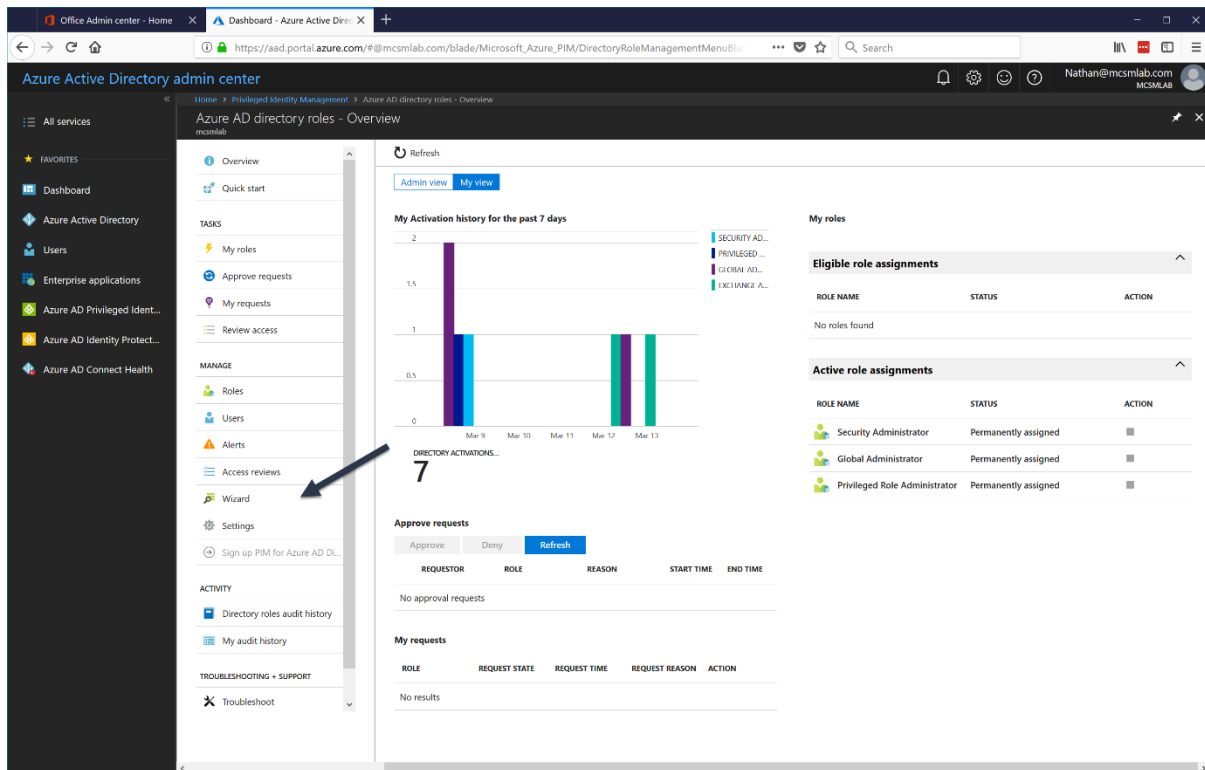 Office Admin center - Home
Dashboard - Azure Active Direc
https://aad.portal.azure.com/#@mcsmlab.com/blade/Microsoft_Azure_PIM/DirectoryRoleManagementMenuBla
Search
Azure Active Directory admin center
Nathan@mcsmlab.com
MCSMLAB
Home > Privileged Identity Management > Azure AD directory roles - Overview
Azure AD directory roles - Overview
mcsmlab
All services
FAVORITES
Dashboard
Azure Active Directory
Users
Enterprise applications
Azure AD Privileged Ident...
Azure AD Identity Protect...
Azure AD Connect Health
Overview
Quick start
TASKS
My roles
Approve requests
My requests
Review access
MANAGE
Roles
Users
Alerts
Access reviews
Wizard
Settings
Sign up PIM for Azure AD Di...
ACTIVITY
Directory roles audit history
My audit history
TROUBLESHOOTING + SUPPORT
Troubleshoot
Refresh
Admin view My view
My Activation history for the past 7 days
2
1.5
1
0.5
0
Mar 9 Mar 10 Mar 11 Mar 12 Mar 13
SECURITY AD...
PRIVILEGED ...
GLOBAL AD...
EXCHANGE A...
DIRECTORY ACTIVATIONS...
7
Approve requests
Approve Deny Refresh
REQUESTOR ROLE REASON START TIME END TIME
No approval requests
My requests
ROLE REQUEST STATE REQUEST TIME REQUEST REASON ACTION
No results
My roles
Eligible role assignments
ROLE NAME STATUS ACTION
No roles found
Active role assignments
ROLE NAME STATUS ACTION
Security Administrator Permanently assigned
Global Administrator Permanently assigned
Privileged Role Administrator Permanently assigned